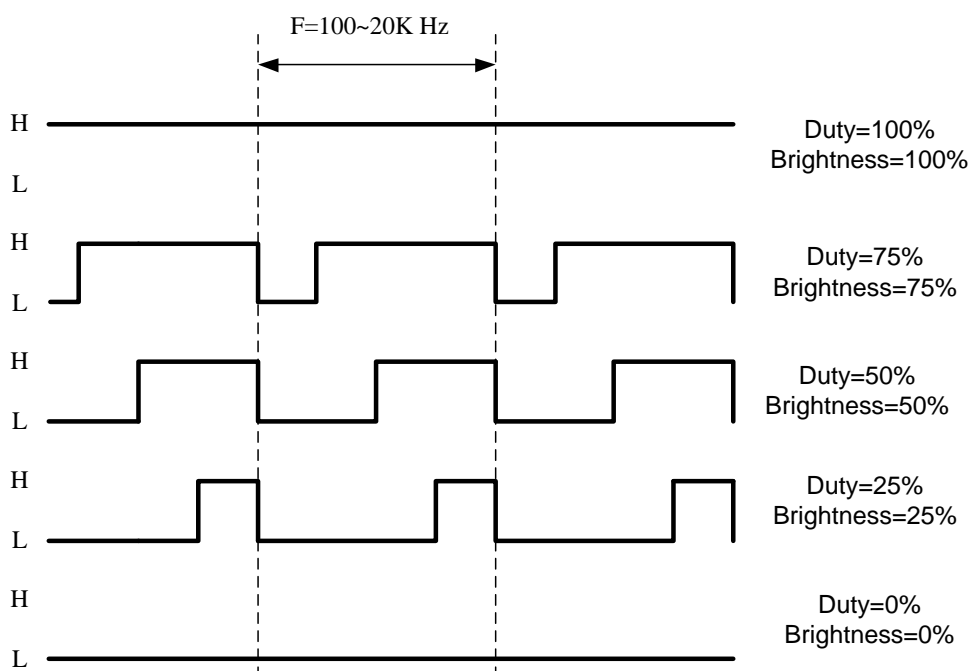 F=100~20K Hz
H
L
Duty=100%
Brightness=100%
H
L
Duty=75%
Brightness=75%
H
L
Duty=50%
Brightness=50%
H
L
Duty=25%
Brightness=25%
H
L
Duty=0%
Brightness=0%